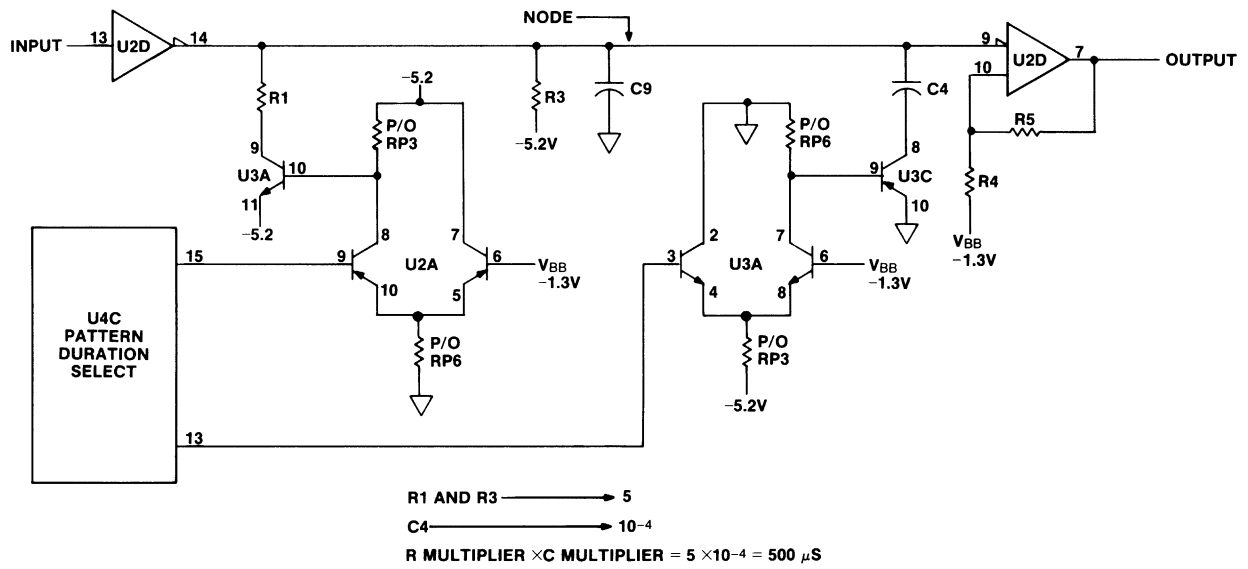 NODE
INPUT
13
U2D
14
9
10
U2D
7
OUTPUT
R1
-5.2
P/O
RP3
R3
-5.2V
C9
P/O
RP6
C4
R5
R4
VBB
-1.3V
9
U3A
10
11
-5.2
8
9
U3C
10
U4C
PATTERN
DURATION
SELECT
15
13
8
9
10
U2A
7
6
5
VBB
-1.3V
P/O
RP6
2
3
4
U3A
7
6
8
VBB
-1.3V
P/O
RP3
-5.2V
R1 AND R3 → 5
C4 → 10-4
R MULTIPLIER ×C MULTIPLIER = 5 ×10-4 = 500 μS